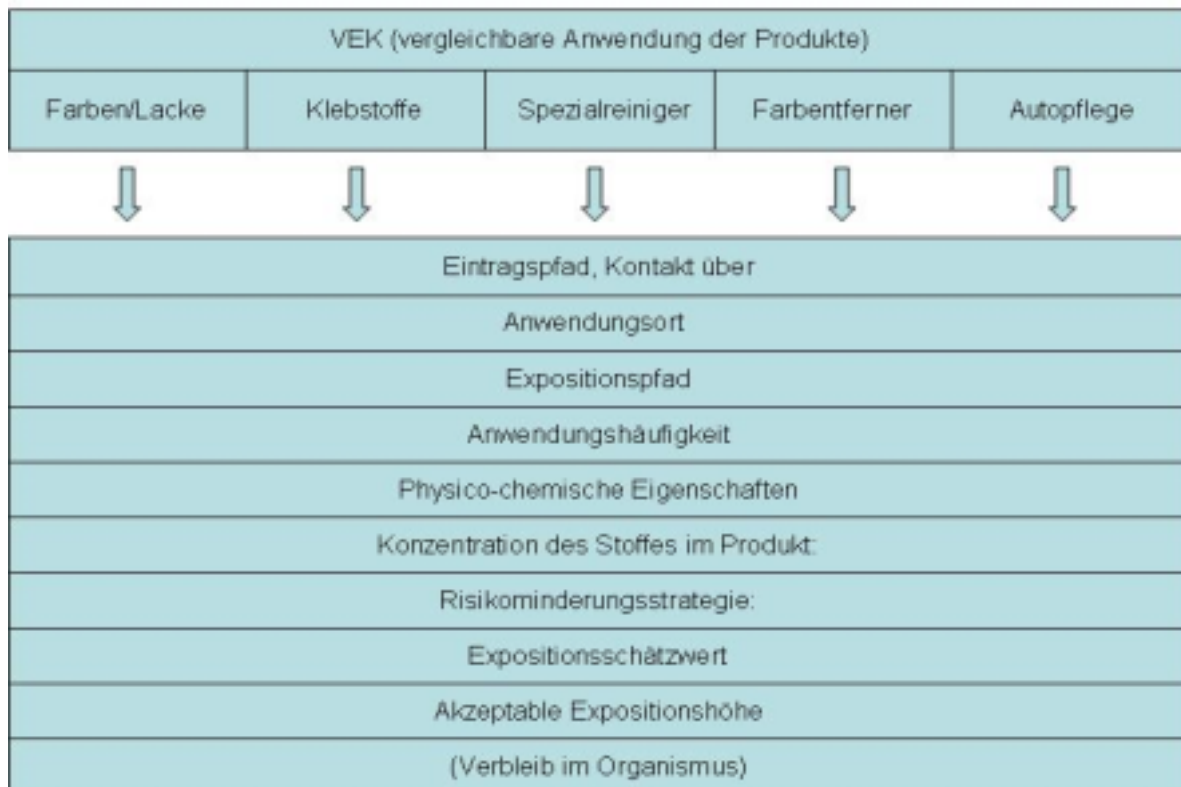 VEK (vergleichbare Anwendung der Produkte)
Farben/Lacke Klebstoffe Spezialreiniger Farbentferner Autopflege
Eintragspfad, Kontakt über
Anwendungsort
Expositionspfad
Anwendungshäufigkeit
Physico-chemische Eigenschaften
Konzentration des Stoffes im Produkt:
Risikominderungsstrategie:
Expositionsschätzwert
Akzeptable Expositionshöhe
(Verbleib im Organismus)